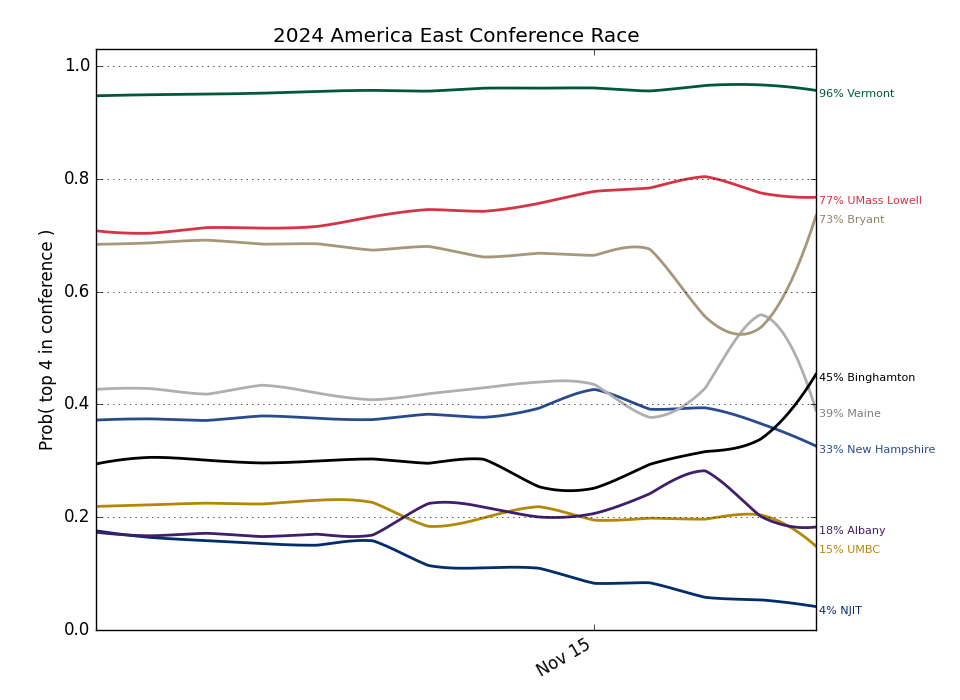 2024 America East Conference Race
1.0
0.8
0.6
0.4
0.2
0.0
Prob( top 4 in conference )
Nov 15
96% Vermont
77% UMass Lowell
73% Bryant
45% Binghamton
39% Maine
33% New Hampshire
18% Albany
15% UMBC
4% NJIT